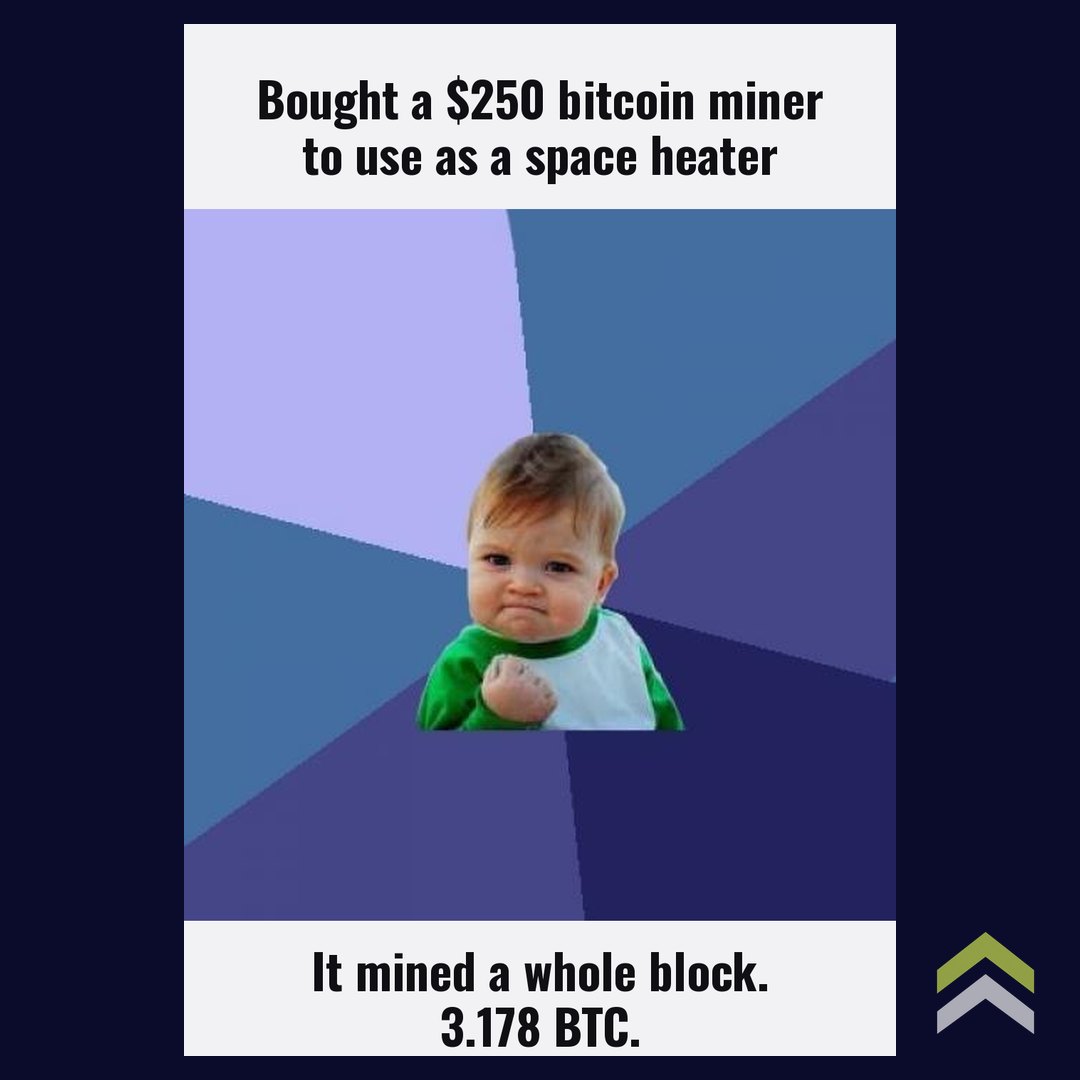 Bought a $250 bitcoin miner
to use as a space heater
It mined a whole block.
3.178 BTC.